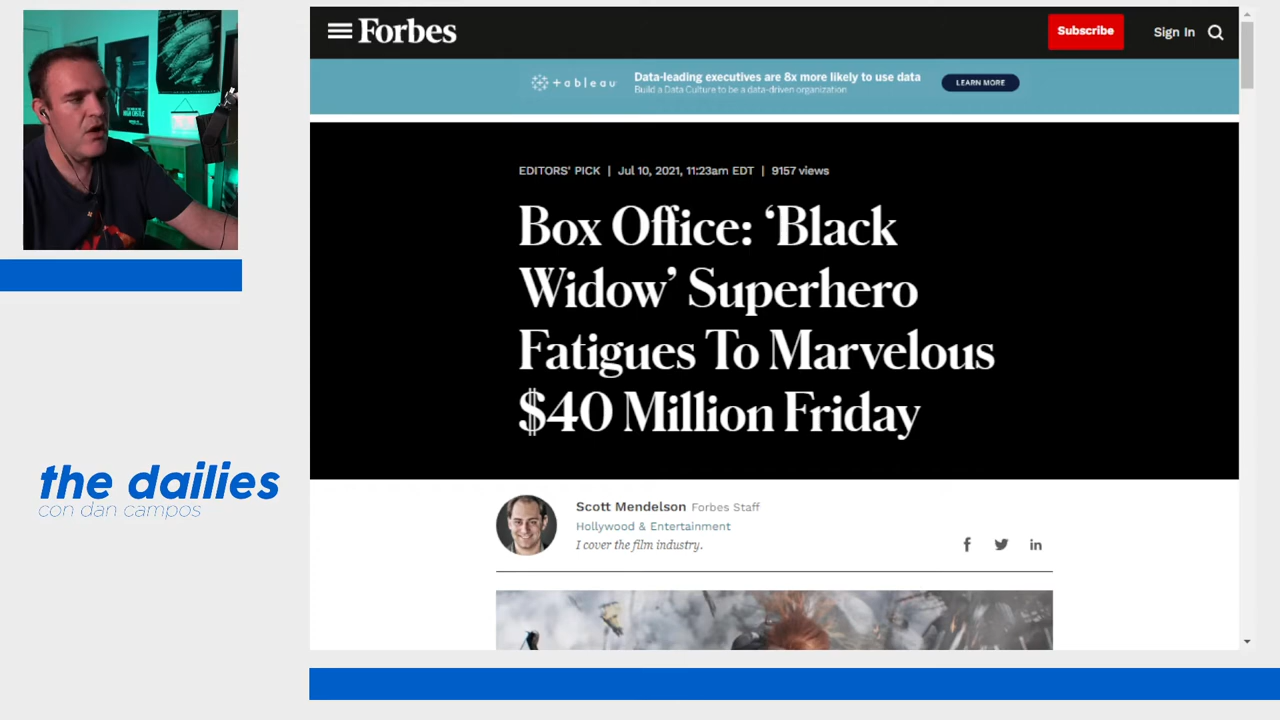 Forbes
Subscribe
Sign In
+ a b l e a u
Data-leading executives are 8x more likely to use data
Build a Data Culture to be a data-driven organization
LEARN MORE
EDITORS' PICK | Jul 10, 2021, 11:23am EDT | 9157 views
Box Office: ‘Black
Widow’ Superhero
Fatigues To Marvelous
$40 Million Friday
Scott Mendelson Forbes Staff
Hollywood & Entertainment
I cover the film industry.
the dailies
con dan campos